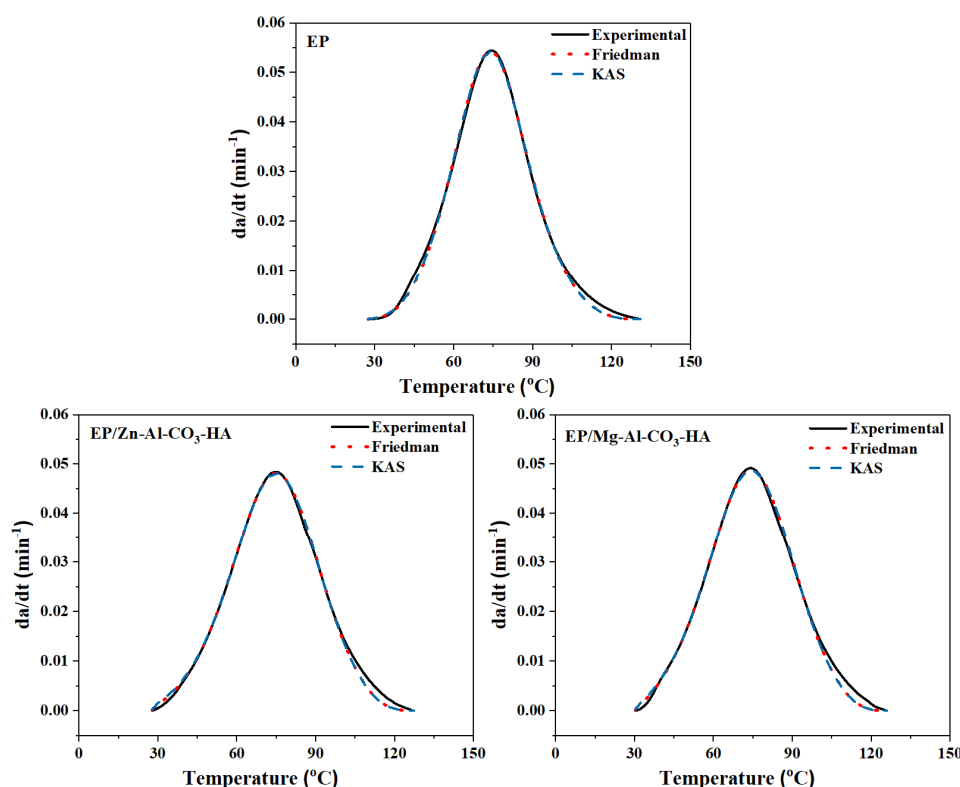 EP
Experimental
Friedman
KAS
0.06
0.05
0.04
0.03
0.02
0.01
0.00
da/dt (min⁻¹)
0 30 60 90 120 150
Temperature (°C)
EP/Zn-Al-CO₃-HA
Experimental
Friedman
KAS
0.06
0.05
0.04
0.03
0.02
0.01
0.00
da/dt (min⁻¹)
0 30 60 90 120 150
Temperature (°C)
EP/Mg-Al-CO₃-HA
Experimental
Friedman
KAS
0.06
0.05
0.04
0.03
0.02
0.01
0.00
da/dt (min⁻¹)
0 30 60 90 120 150
Temperature (°C)